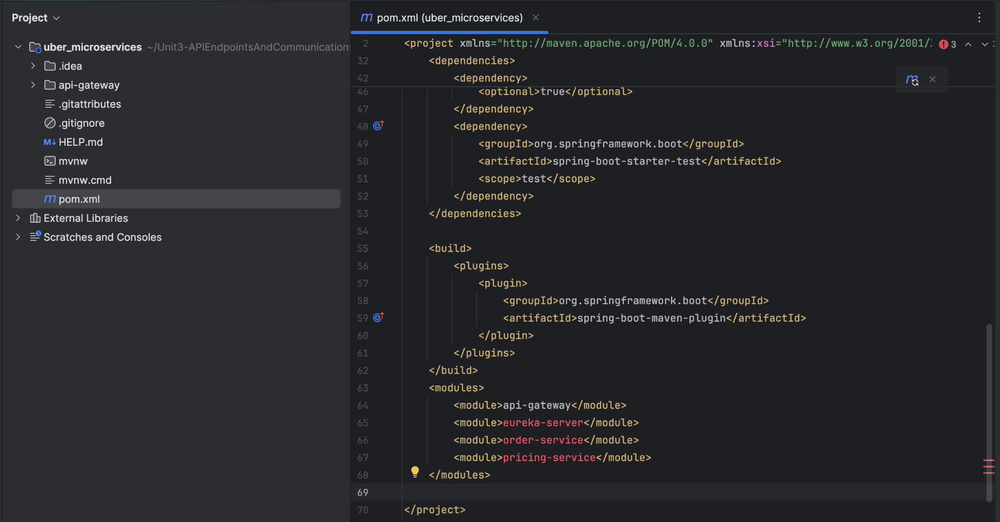 Project
uber_microservices ~/Unit3-APIEndpointsAndCommunication
.idea
api-gateway
.gitattributes
.gitignore
M↓ HELP.md
mvnw
mvnw.cmd
m pom.xml
External Libraries
Scratches and Consoles
m pom.xml (uber_microservices)
2 <project xmlns="http://maven.apache.org/POM/4.0.0" xmlns:xsi="http://www.w3.org/2001/ 3
32 <dependencies>
42 <dependency>
46 <optional>true</optional>
47 </dependency>
48 <dependency>
49 <groupId>org.springframework.boot</groupId>
50 <artifactId>spring-boot-starter-test</artifactId>
51 <scope>test</scope>
52 </dependency>
53 </dependencies>
54
55 <build>
56 <plugins>
57 <plugin>
58 <groupId>org.springframework.boot</groupId>
59 <artifactId>spring-boot-maven-plugin</artifactId>
60 </plugin>
61 </plugins>
62 </build>
63 <modules>
64 <module>api-gateway</module>
65 <module>eureka-server</module>
66 <module>order-service</module>
67 <module>pricing-service</module>
68 </modules>
69
70 </project>